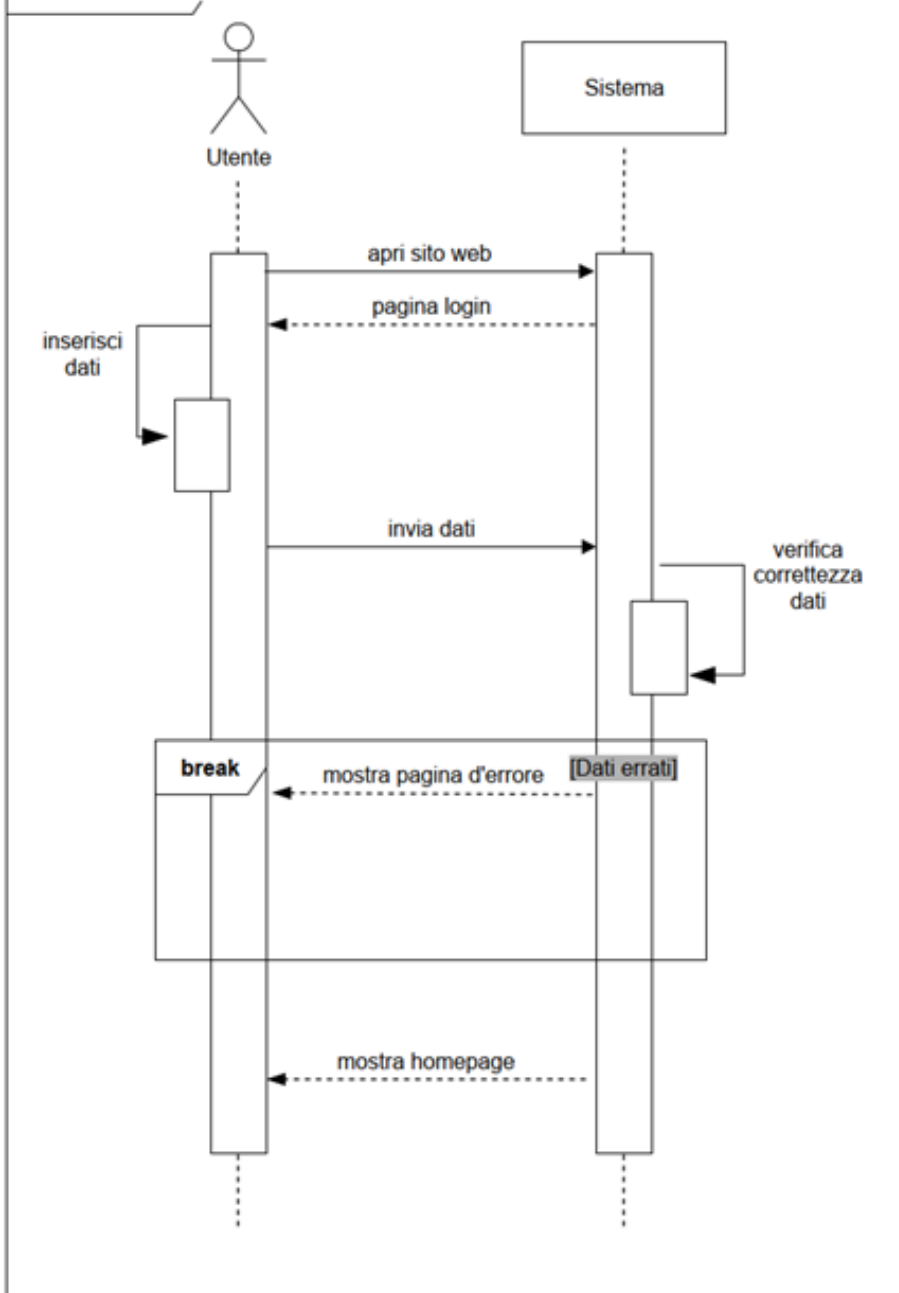 Sistema
Utente
apri sito web
pagina login
inserisci
dati
invia dati
verifica
correttezza
dati
break
[Dati errati]
mostra pagina d'errore
mostra homepage